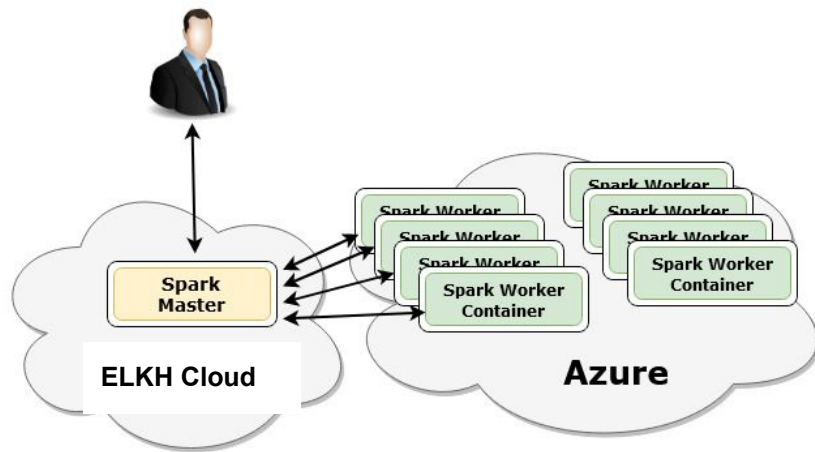 Spark Worker
Spark Worker
Spark Worker
Spark Worker
Container
Spark Worker
Spark Worker
Spark Worker
Spark Worker
Container
Spark
Master
ELKH Cloud
Azure